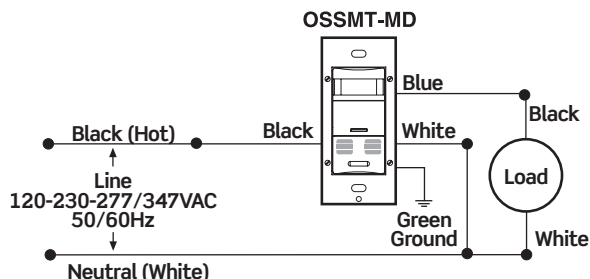 OSSMT-MD
Blue
Black
Black (Hot)
Black
White
Line
120-230-277/347VAC
50/60Hz
Load
Green
Ground
White
Neutral (White)